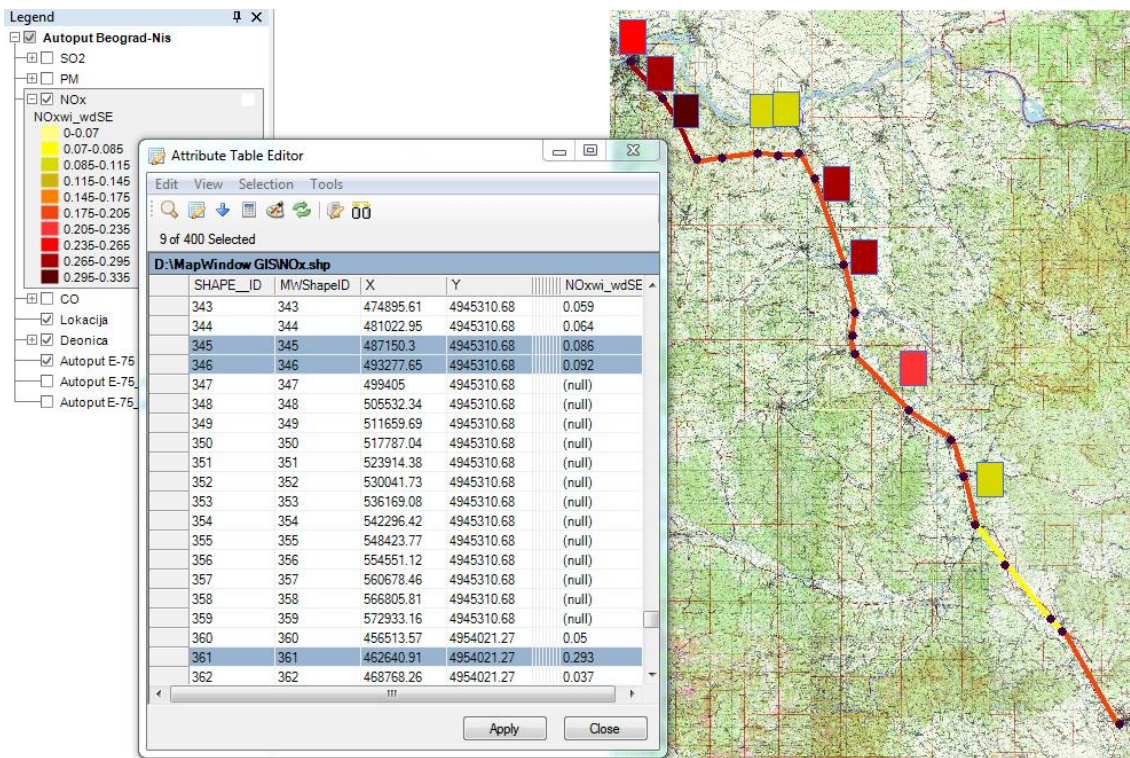 Legend
Autoput Beograd-Nis
SO2
PM
NOx
NOxwi_wdSE
0-0.07
0.07-0.085
0.085-0.115
0.115-0.145
0.145-0.175
0.175-0.205
0.205-0.235
0.235-0.265
0.265-0.295
0.295-0.335
CO
Lokacija
Deonica
Autoput E-75
Autoput E-75_
Autoput E-75_
Attribute Table Editor
Edit View Selection Tools
9 of 400 Selected
D:\MapWindow GIS\NOx.shp
SHAPE__ID MWShapeID X Y NOxwi_wdSE
343 343 474895.61 4945310.68 0.059
344 344 481022.95 4945310.68 0.064
345 345 487150.3 4945310.68 0.086
346 346 493277.65 4945310.68 0.092
347 347 499405 4945310.68 (null)
348 348 505532.34 4945310.68 (null)
349 349 511659.69 4945310.68 (null)
350 350 517787.04 4945310.68 (null)
351 351 523914.38 4945310.68 (null)
352 352 530041.73 4945310.68 (null)
353 353 536169.08 4945310.68 (null)
354 354 542296.42 4945310.68 (null)
355 355 548423.77 4945310.68 (null)
356 356 554551.12 4945310.68 (null)
357 357 560678.46 4945310.68 (null)
358 358 566805.81 4945310.68 (null)
359 359 572933.16 4945310.68 (null)
360 360 456513.57 4954021.27 0.05
361 361 462640.91 4954021.27 0.293
362 362 468768.26 4954021.27 0.037
Apply Close